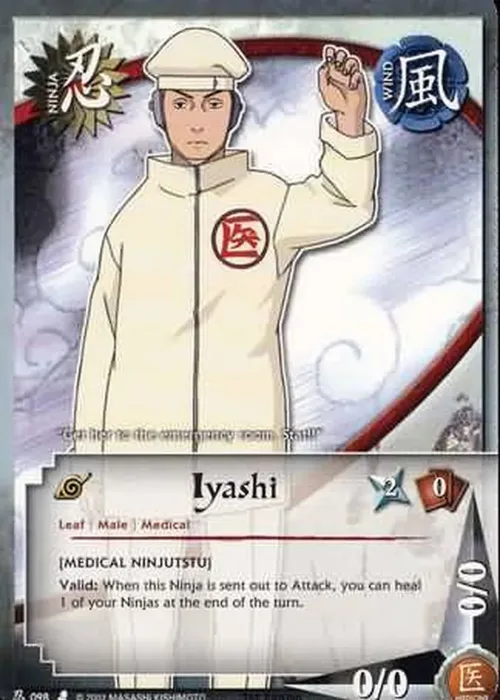 NINJA
忍
WIND
風
医
"Get her to the emergency room. Stat!!"
Iyashi
2
0
Leaf | Male | Medical
[MEDICAL NINJUTSTU]
Valid: When this Ninja is sent out to Attack, you can heal
1 of your Ninjas at the end of the turn.
0/0
0/0
医
098
© 2002 MASASHI KISHIMOTO